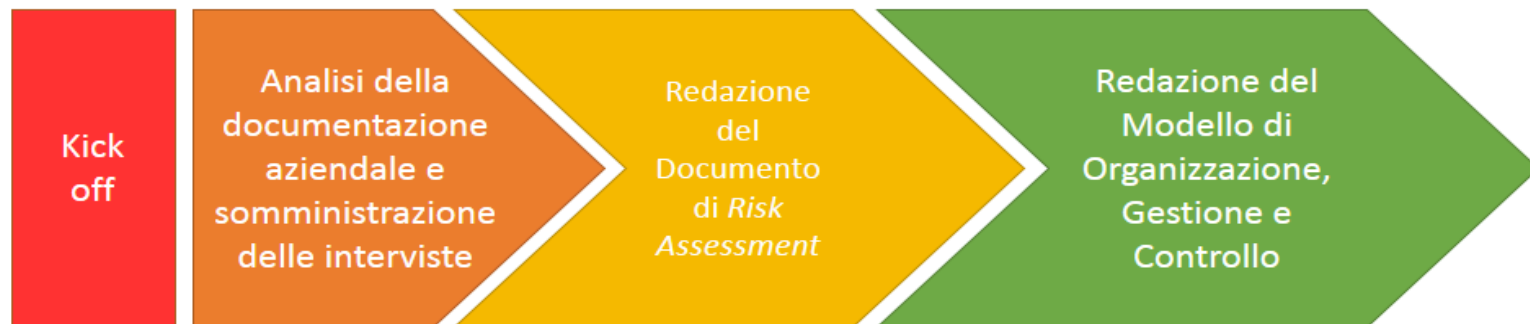 Kick
off
Analisi della
documentazione
aziendale e
somministrazione
delle interviste
Redazione
del
Documento
di Risk
Assessment
Redazione del
Modello di
Organizzazione,
Gestione e
Controllo